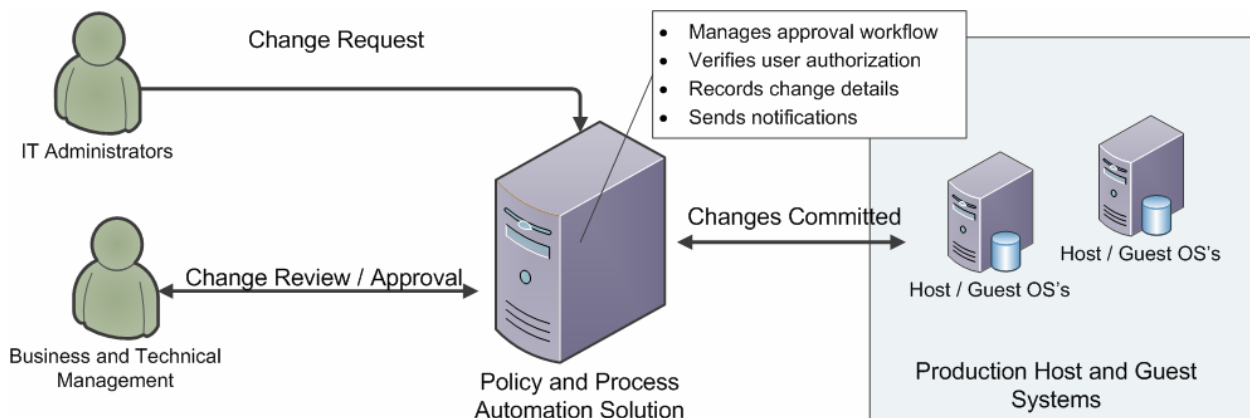 Change Request
IT Administrators
• Manages approval workflow
• Verifies user authorization
• Records change details
• Sends notifications
Change Review / Approval
Business and Technical
Management
Policy and Process
Automation Solution
Changes Committed
Host / Guest OS's
Host / Guest OS's
Production Host and Guest
Systems